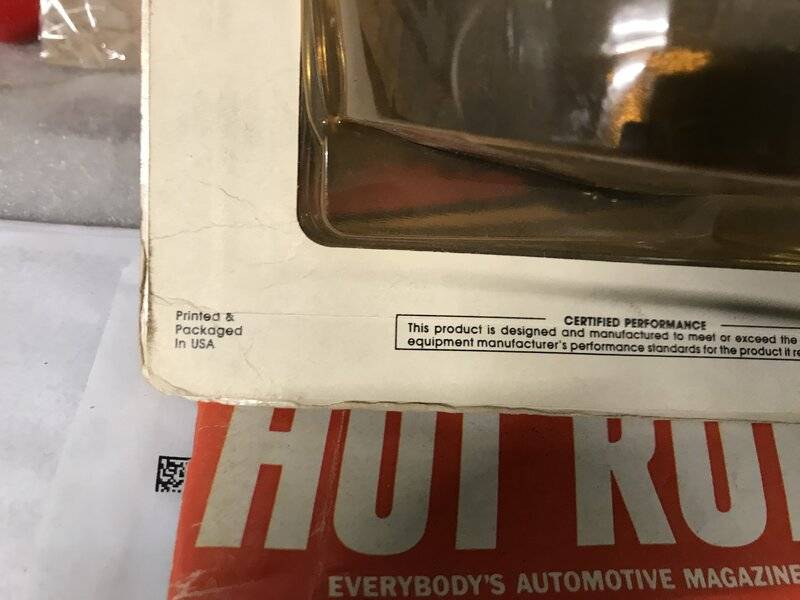 Printed &
Packaged
In USA
CERTIFIED PERFORMANCE
This product is designed and manufactured to meet or exceed the
equipment manufacturer's performance standards for the product it
HOT
EVERYBODY'S AUTOMOTIVE MAGAZINE